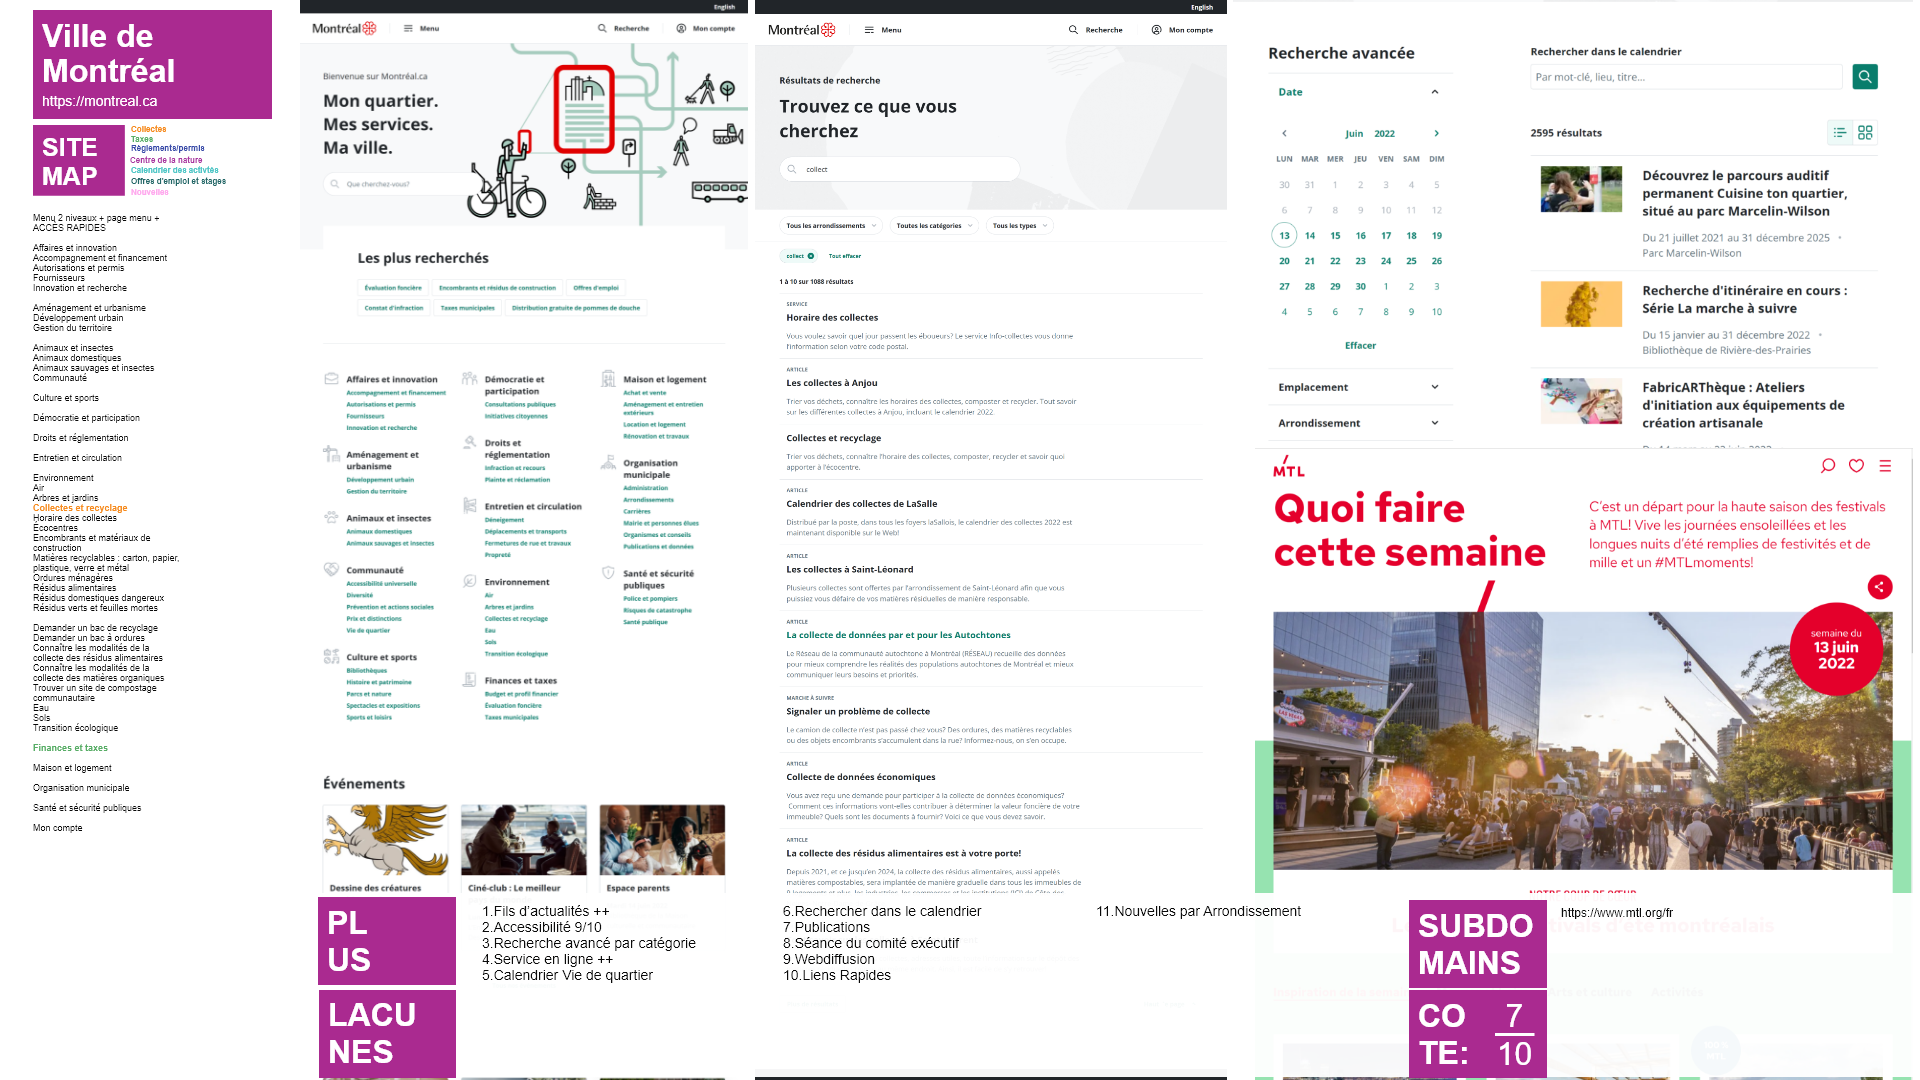 Ville de
Montréal
https://montreal.ca
SITE
MAP
Collectes
Taxes
Règlements/permis
Centre de la nature
Calendrier des activtés
Offres d'emploi et stages
Nouvelles
Menu 2 niveaux + page menu +
ACCES RAPIDES
Affaires et innovation
Accompagnement et financement
Autorisations et permis
Fournisseurs
Innovation et recherche
Aménagement et urbanisme
Développement urbain
Gestion du territoire
Animaux et insectes
Animaux domestiques
Animaux sauvages et insectes
Communauté
Culture et sports
Démocratie et participation
Droits et réglementation
Entretien et circulation
Environnement
Air
Arbres et jardins
Collectes et recyclage
Horaire des collectes
Écocentres
Encombrants et matériaux de
construction
Matières recyclables : carton, papier,
plastique, verre et métal
Ordures ménagères
Résidus alimentaires
Résidus domestiques dangereux
Résidus verts et feuilles mortes
Demander un bac de recyclage
Demander un bac à ordures
Connaître les modalités de la
collecte des résidus alimentaires
Connaître les modalités de la
collecte des matières organiques
Trouver un site de compostage
communautaire
Eau
Sols
Transition écologique
Finances et taxes
Maison et logement
Organisation municipale
Santé et sécurité publiques
Mon compte
English
Montréal
Menu
Recherche
Mon compte
Bienvenue sur Montréal.ca
Mon quartier.
Mes services.
Ma ville.
Que cherchez-vous?
Les plus recherchés
Évaluation foncière
Encombrants et résidus de construction
Offres d'emploi
Constat d'infraction
Taxes municipales
Distribution gratuite de pommes de douche
Affaires et innovation
Accompagnement et financement
Autorisations et permis
Fournisseurs
Innovation et recherche
Aménagement et
urbanisme
Développement urbain
Gestion du territoire
Animaux et insectes
Animaux domestiques
Animaux sauvages et insectes
Communauté
Accessibilité universelle
Diversité
Prévention et actions sociales
Prix et distinctions
Vie de quartier
Culture et sports
Bibliothèques
Histoire et patrimoine
Parcs et nature
Spectacles et expositions
Sports et loisirs
Démocratie et
participation
Consultations publiques
Initiatives citoyennes
Droits et
réglementation
Infraction et recours
Plainte et réclamation
Entretien et circulation
Déneigement
Déplacements et transports
Fermetures de rue et travaux
Propreté
Environnement
Air
Arbres et jardins
Collectes et recyclage
Eau
Sols
Transition écologique
Finances et taxes
Budget et profil financier
Évaluation foncière
Taxes municipales
Maison et logement
Achat et vente
Aménagement et entretien
extérieurs
Location et logement
Rénovation et travaux
Organisation
municipale
Administration
Arrondissements
Carrières
Mairie et personnes élues
Organismes et conseils
Publications et données
Santé et sécurité
publiques
Police et pompiers
Risques de catastrophe
Santé publique
Événements
Dessine des créatures
Ciné-club : Le meilleur
Espace parents
English
Montréal
Menu
Recherche
Mon compte
Résultats de recherche
Trouvez ce que vous
cherchez
collect
Tous les arrondissements
Toutes les catégories
Tous les types
collect
Tout effacer
1 à 10 sur 1088 résultats
SERVICE
Horaire des collectes
Vous voulez savoir quel jour passent les éboueurs? Le service Info-collectes vous donne
l'information selon votre code postal.
ARTICLE
Les collectes à Anjou
Trier vos déchets, connaître les horaires des collectes, composter et recycler. Tout savoir
sur les différentes collectes à Anjou, incluant le calendrier 2022.
Collectes et recyclage
Trier vos déchets, connaître l'horaire des collectes, composter, recycler et savoir quoi
apporter à l'écocentre.
ARTICLE
Calendrier des collectes de LaSalle
Distribué par la poste, dans tous les foyers laSallois, le calendrier des collectes 2022 est
maintenant disponible sur le Web!
ARTICLE
Les collectes à Saint-Léonard
Plusieurs collectes sont offertes par l'arrondissement de Saint-Léonard afin que vous
puissiez vous défaire de vos matières résiduelles de manière responsable.
ARTICLE
La collecte de données par et pour les Autochtones
Le Réseau de la communauté autochtone à Montréal (RÉSEAU) recueille des données
pour mieux comprendre les réalités des populations autochtones de Montréal et mieux
communiquer leurs besoins et priorités.
MARCHE À SUIVRE
Signaler un problème de collecte
Le camion de collecte n'est pas passé chez vous? Des ordures, des matières recyclables
ou des objets encombrants s'accumulent dans la rue? Informez-nous, on s'en occupe.
ARTICLE
Collecte de données économiques
Vous avez reçu une demande pour participer à la collecte de données économiques?
Comment ces informations vont-elles contribuer à déterminer la valeur foncière de votre
immeuble? Quels sont les documents à fournir? Voici ce que vous devez savoir.
ARTICLE
La collecte des résidus alimentaires est à votre porte!
Depuis 2021, et ce jusqu'en 2024, la collecte des résidus alimentaires, aussi appelés
matières compostables, sera implantée de manière graduelle dans tous les immeubles de
Recherche avancée
Date
Juin 2022
LUN MAR MER JEU VEN SAM DIM
30 31 1 2 3 4 5
6 7 8 9 10 11 12
13 14 15 16 17 18 19
20 21 22 23 24 25 26
27 28 29 30 1 2 3
4 5 6 7 8 9 10
Effacer
Emplacement
Arrondissement
Rechercher dans le calendrier
Par mot-clé, lieu, titre...
2595 résultats
Découvrez le parcours auditif
permanent Cuisine ton quartier,
situé au parc Marcelin-Wilson
Du 21 juillet 2021 au 31 décembre 2025 •
Parc Marcelin-Wilson
Recherche d'itinéraire en cours :
Série La marche à suivre
Du 15 janvier au 31 décembre 2022 •
Bibliothèque de Rivière-des-Prairies
FabricARThèque : Ateliers
d'initiation aux équipements de
création artisanale
MTL
Quoi faire
cette semaine
C'est un départ pour la haute saison des festivals
à MTL! Vive les journées ensoleillées et les
longues nuits d'été remplies de festivités et de
mille et un #MTLmoments!
semaine du
13 juin
2022
PL
US
1.Fils d'actualités ++
2.Accessibilité 9/10
3.Recherche avancé par catégorie
4.Service en ligne ++
5.Calendrier Vie de quartier
6.Rechercher dans le calendrier
7.Publications
8.Séance du comité exécutif
9.Webdiffusion
10.Liens Rapides
11.Nouvelles par Arrondissement
LACU
NES
SUBDO
MAINS
https://www.mtl.org/fr
CO
TE:
7
10